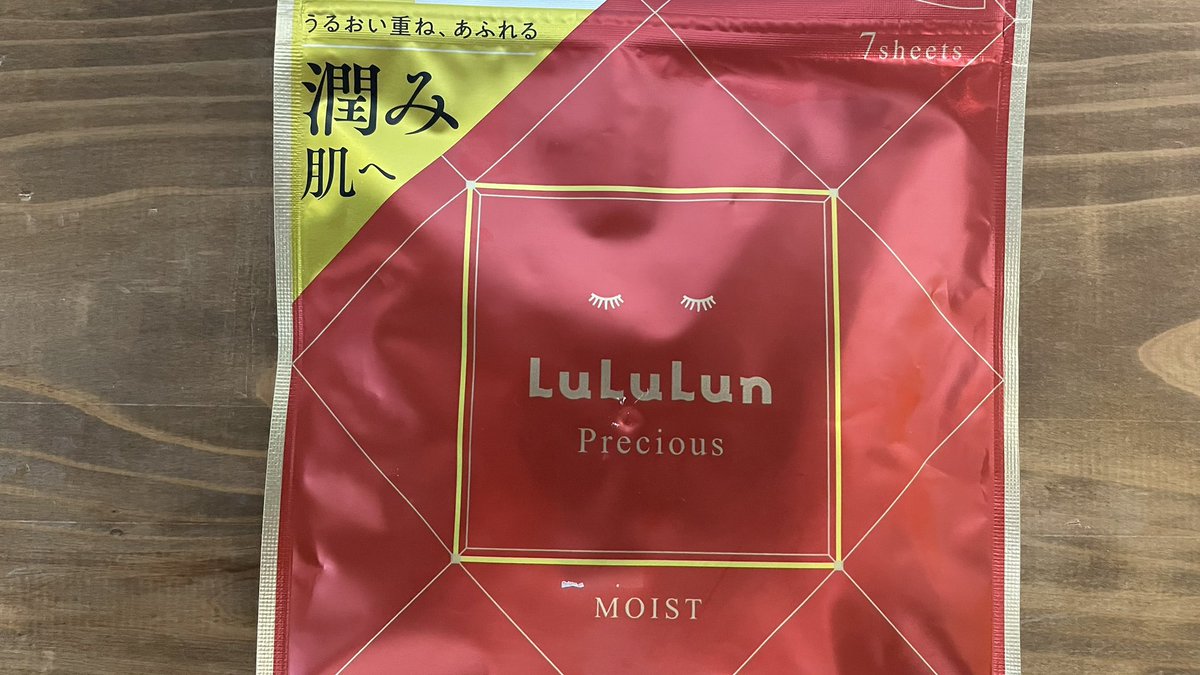 うるおい重ね、あふれる
潤み
肌へ
7sheets
LuLuLun
Precious
MOIST